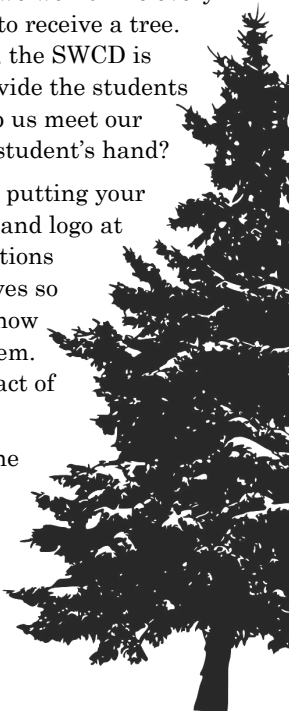 to receive a tree.
, the SWCD is
vide the students
us meet our
student’s hand?
putting your
and logo at
tions
ves so
now
em.
act of
ne